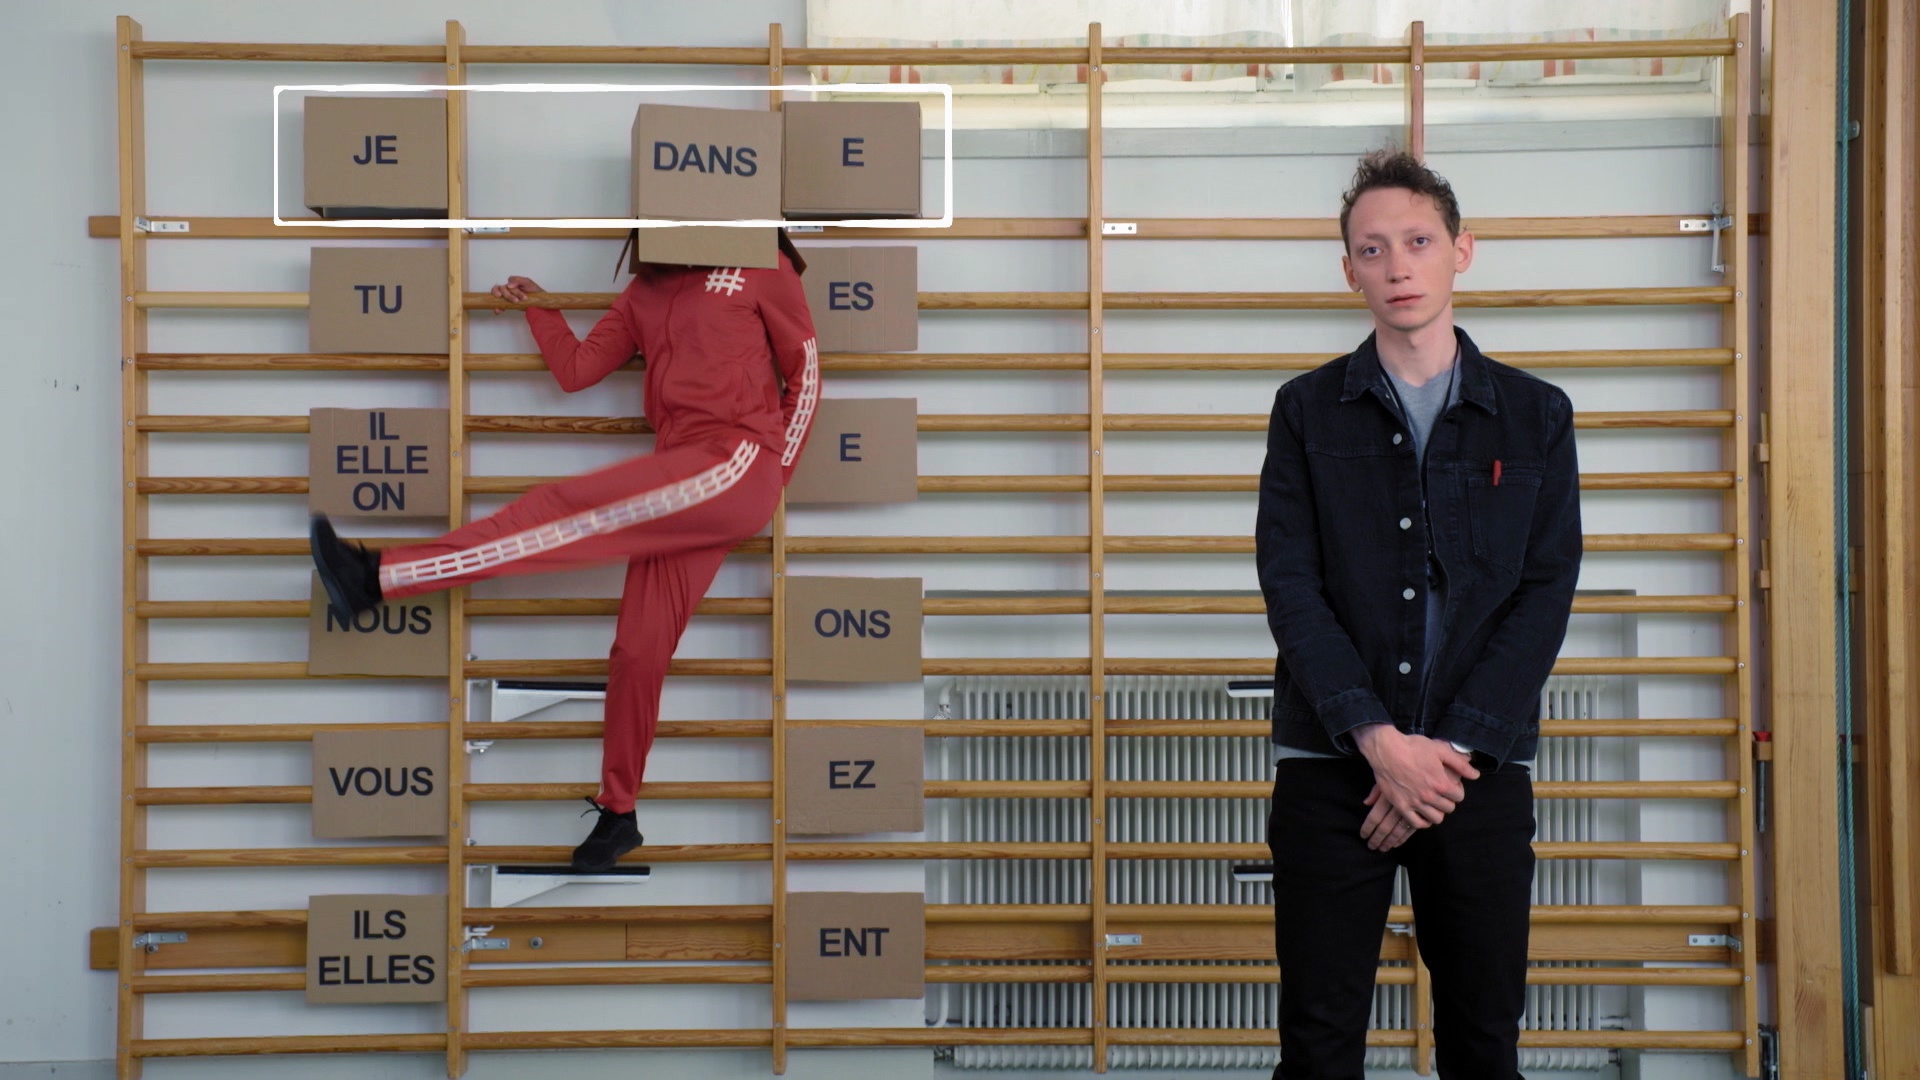 JE DANS E
TU ES
IL
ELLE E
ON
NOUS ONS
VOUS EZ
ILS
ELLES ENT
#